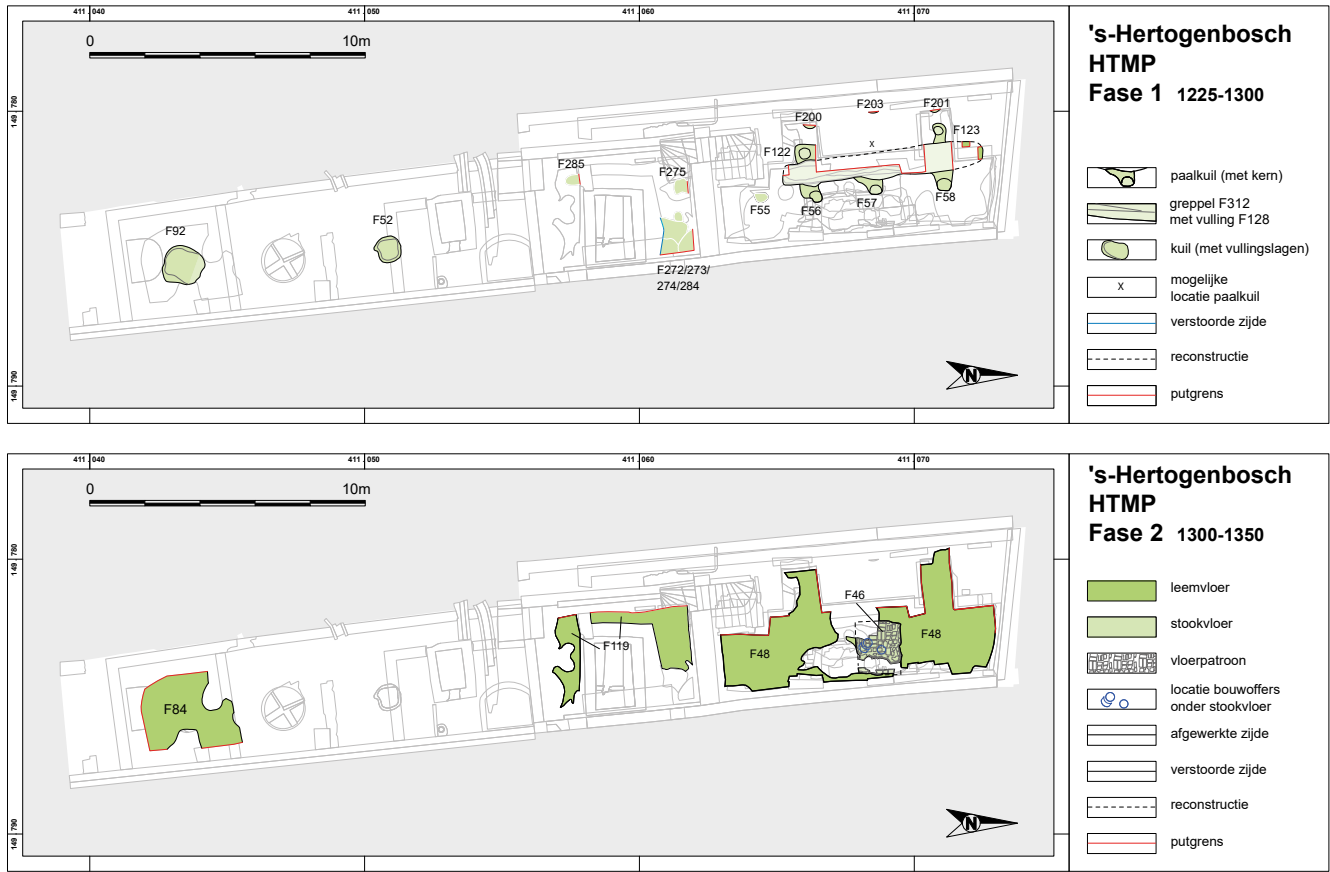 411.040
411.050
411.060
411.070
149.780
149.790
0
10m
F92
F52
F285
F275
F272/273/
274/284
F55
F122
F200
F203
F201
F123
x
F56
F57
F58
N
's-Hertogenbosch
HTMP
Fase 1 1225-1300
paalkuil (met kern)
greppel F312
met vulling F128
kuil (met vullingslagen)
x
mogelijke
locatie paalkuil
verstoorde zijde
reconstructie
putgrens
411.040
411.050
411.060
411.070
149.780
149.790
0
10m
F84
F119
F48
F46
F48
N
's-Hertogenbosch
HTMP
Fase 2 1300-1350
leemvloer
stookvloer
vloerpatroon
locatie bouwoffers
onder stookvloer
afgewerkte zijde
verstoorde zijde
reconstructie
putgrens